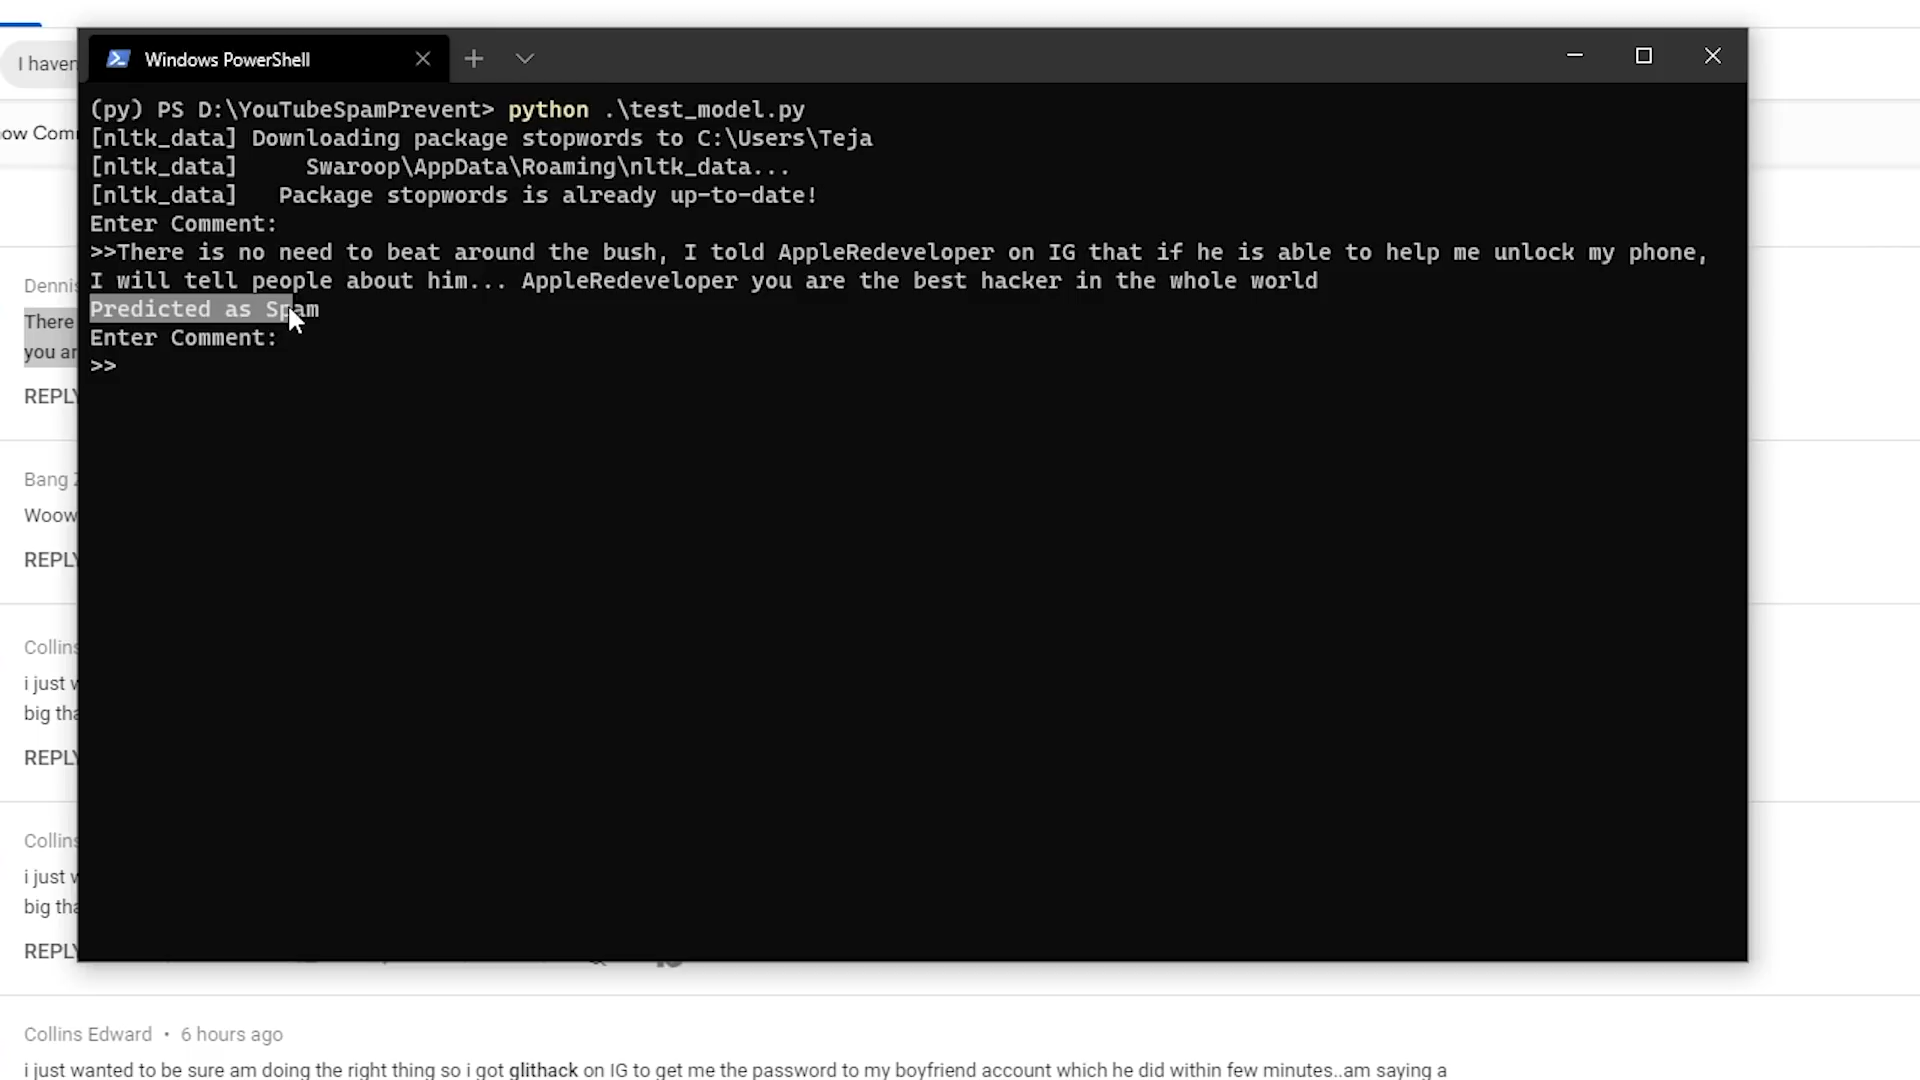 Windows PowerShell
I haven
(py) PS D:\YouTubeSpamPrevent> python .\test_model.py
ow Com
[nltk_data] Downloading package stopwords to C:\Users\Teja
[nltk_data]     Swaroop\AppData\Roaming\nltk_data...
[nltk_data]   Package stopwords is already up-to-date!
Enter Comment:
>>There is no need to beat around the bush, I told AppleRedeveloper on IG that if he is able to help me unlock my phone,
I will tell people about him... AppleRedeveloper you are the best hacker in the whole world
Predicted as Spam
Enter Comment:
>>
Dennis
There
you ar
REPLY
Bang
Woow
REPLY
Collins
i just w
big tha
REPLY
Collins
i just w
big tha
REPLY
Collins Edward • 6 hours ago
i just wanted to be sure am doing the right thing so i got glithack on IG to get me the password to my boyfriend account which he did within few minutes..am saying a